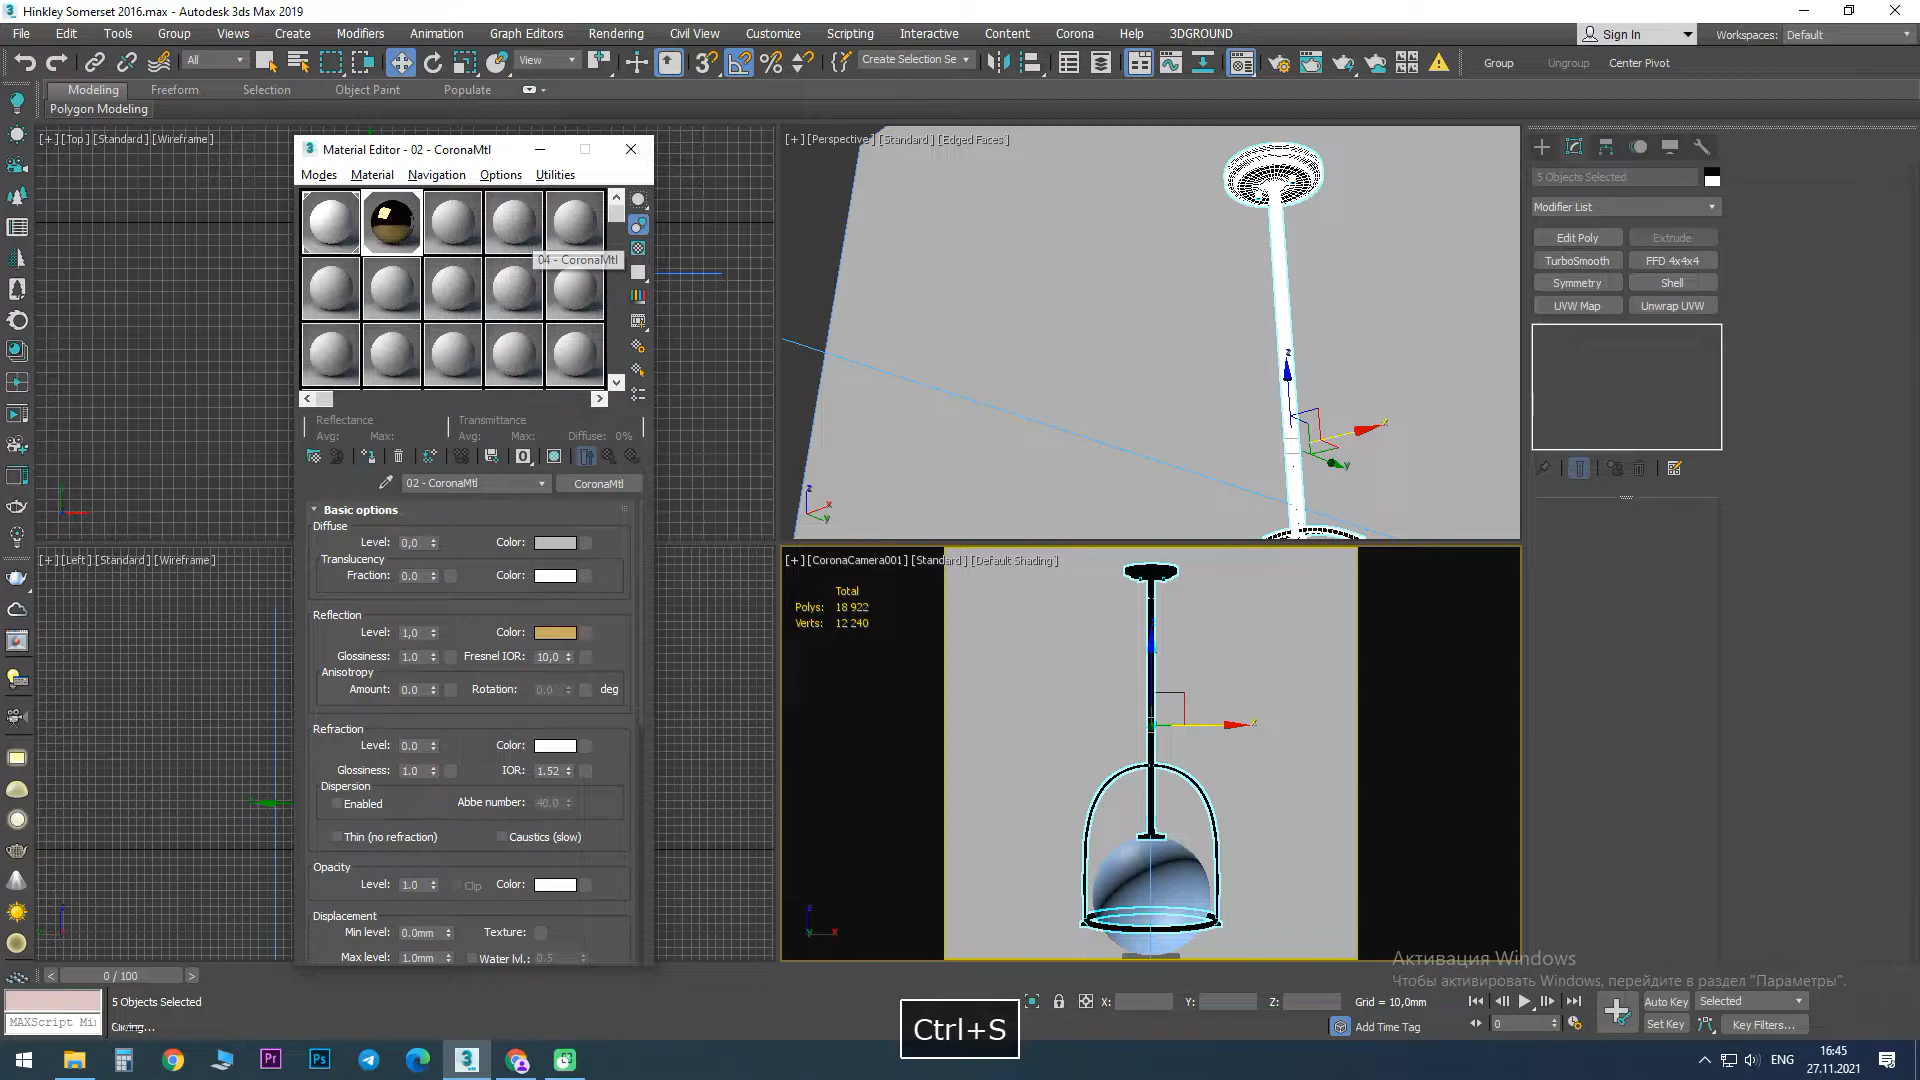 Hinkley Somerset 2016.max - Autodesk 3ds Max 2019
File Edit Tools Group Views Create Modifiers Animation Graph Editors Rendering Civil View Customize Scripting Interactive Content Corona Help 3DGROUND Sign In Workspaces: Default
All View Create Selection Se Group Ungroup Center Pivot
Modeling Freeform Selection Object Paint Populate
Polygon Modeling
[+] [Top] [Standard] [Wireframe]
[+] [Perspective] [Standard] [Edged Faces]
Material Editor - 02 - CoronaMtl
Modes Material Navigation Options Utilities
04 - CoronaMtl
Reflectance Transmittance
Avg: Max: Avg: Max: Diffuse: 0%
02 - CoronaMtl CoronaMtl
Basic options
Diffuse
Level: 0,0 Color:
Translucency
Fraction: 0.0 Color:
Reflection
Level: 1,0 Color:
Glossiness: 1.0 Fresnel IOR: 10,0
Anisotropy
Amount: 0.0 Rotation: 0.0 deg
Refraction
Level: 0.0 Color:
Glossiness: 1.0 IOR: 1.52
Dispersion
Enabled Abbe number: 40.0
Thin (no refraction) Caustics (slow)
Opacity
Level: 1.0 Clip Color:
Displacement
Min level: 0.0mm Texture:
Max level: 1.0mm Water lvl.: 0.5
5 Objects Selected
Modifier List
Edit Poly Extrude
TurboSmooth FFD 4x4x4
Symmetry Shell
UVW Map Unwrap UVW
[+] [Left] [Standard] [Wireframe]
[+] [CoronaCamera001] [Standard] [Default Shading]
Total
Polys: 18 922
Verts: 12 240
x
y
z
Активация Windows
Чтобы активировать Windows, перейдите в раздел "Параметры".
0 / 100
5 Objects Selected
MAXScript Mi
X: Y: Z: Grid = 10,0mm
Add Time Tag
0
Auto Key Selected
Set Key Key Filters...
Ctrl+S
Pr Ps 3
ENG
16:45
27.11.2021